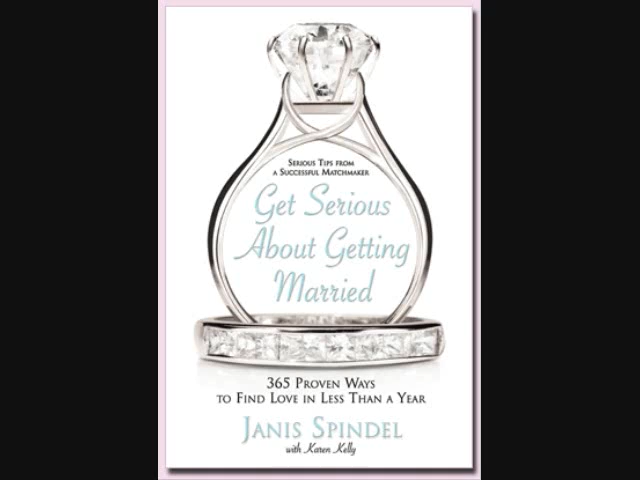 Serious Tips from
a Successful Matchmaker
Get Serious
About Getting
Married
365 Proven Ways
to Find Love in Less Than a Year
Janis Spindel
with Karen Kelly